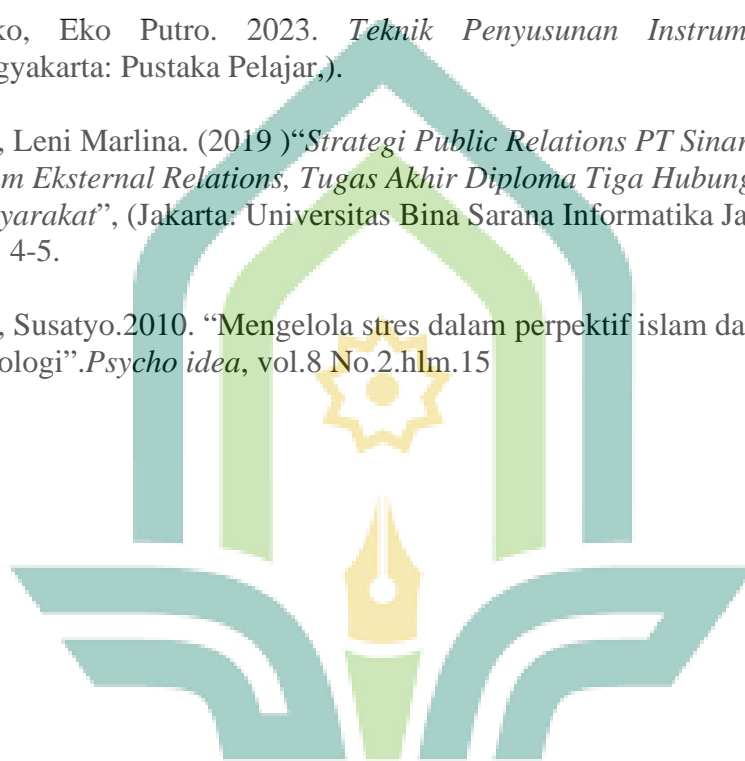 ko, Eko Putro. 2023. Teknik Penyusunan Instrum
gyakarta: Pustaka Pelajar,).
, Leni Marlina. (2019 )“Strategi Public Relations PT Sinar
m Eksternal Relations, Tugas Akhir Diploma Tiga Hubung
yarakat”, (Jakarta: Universitas Bina Sarana Informatika Ja
4-5.
, Susatyo.2010. “Mengelola stres dalam perpektif islam da
ologi”.Psycho idea, vol.8 No.2.hlm.15